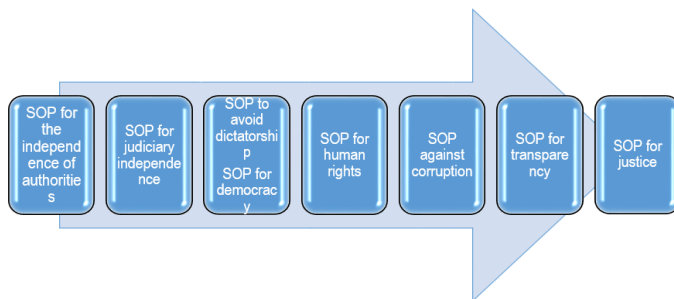 SOP for
the
independ
ence of
authoritie
s
SOP for
judiciary
independe
nce
SOP to
avoid
dictatorshi
p
SOP for
democrac
y
SOP for
human
rights
SOP
against
corruption
SOP for
transpare
ncy
SOP for
justice